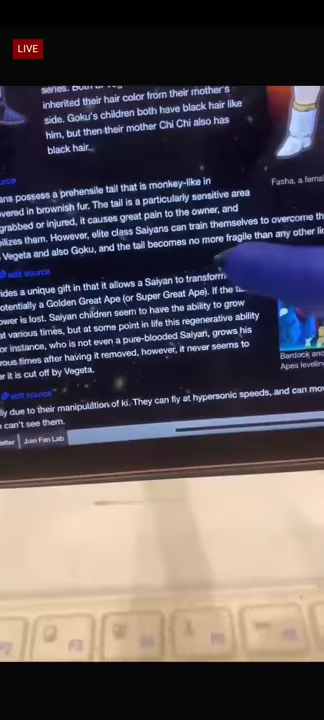 LIVE
series. Both of
inherited their hair color from their mother's
side. Goku's children both have black hair like
him, but then their mother Chi Chi also has
black hair.
source
ans possess a prehensile tail that is monkey-like in
Fasha, a femal
vered in brownish fur. The tail is a particularly sensitive area
grabbed or injured, it causes great pain to the owner, and
ilizes them. However, elite class Saiyans can train themselves to overcome th
Vegeta and also Goku, and the tail becomes no more fragile than any other li
edit source
ides a unique gift in that it allows a Saiyan to transform
otentially a Golden Great Ape (or Super Great Ape). If the
ower is lost. Saiyan children seem to have the ability to grow
at various times, but at some point in life this regenerative ability
or instance, who is not even a pure-blooded Saiyan, grows his
rous times after having removed, however, it never seems to
r it is cut off by Vegeta.
Bardock and
Apes leveling
edit source
ly due to their manipulation of ki. They can fly at hypersonic speeds, and can mov
can't see them.
Join Fan Lab